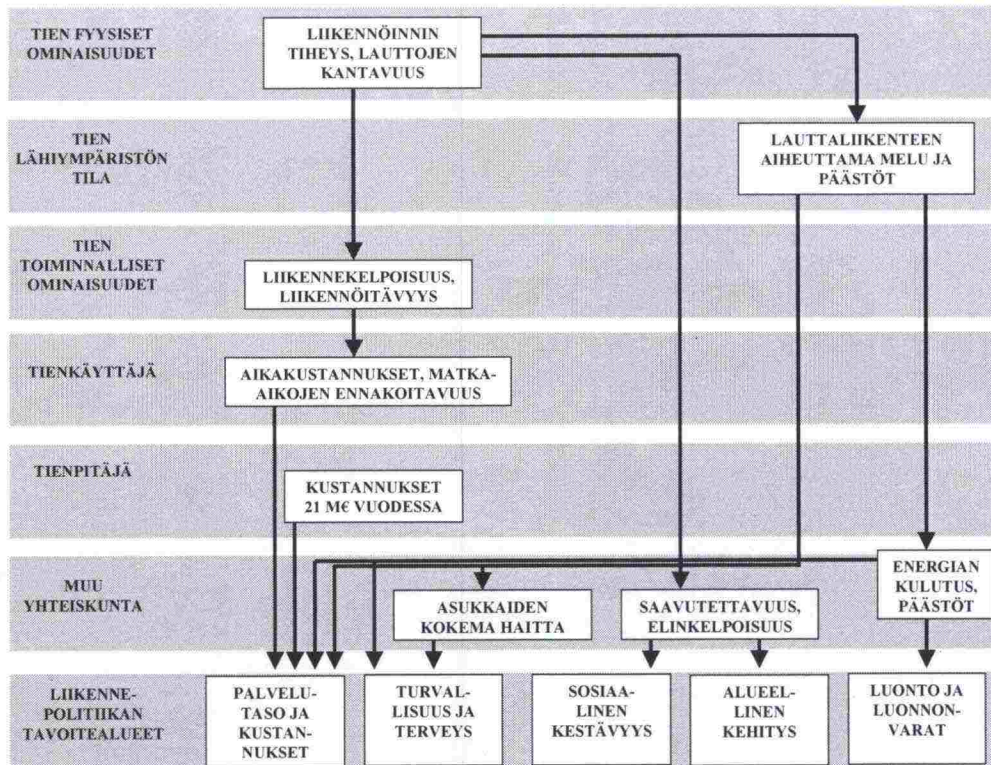 TIEN FYYSISET
OMINAISUUDET
LIIKENNÖINNIN
TIHEYS, LAUTTOJEN
KANTAVUUS
TIEN
LÄHIYMPÄRISTÖN
TILA
LAUTTALIIKENTEEN
AIHEUTTAMA MELU JA
PÄÄSTÖT
TIEN
TOIMINNALLISET
OMINAISUUDET
LIIKENNEKELPOISUUS,
LIIKENNÖITÄVYYS
TIENKÄYTTÄJÄ
AIKAKUSTANNUKSET, MATKA-
AIKOJEN ENNAKOITAVUUS
TIENPITÄJÄ
KUSTANNUKSET
21 M€ VUODESSA
MUU
YHTEISKUNTA
ASUKKAIDEN
KOKEMA HAITTA
SAAVUTETTAVUUS,
ELINKELPOISUUS
ENERGIAN
KULUTUS,
PÄÄSTÖT
LIIKENNE-
POLITIIKAN
TAVOITEALUEET
PALVELU-
TASO JA
KUSTAN-
NUKSET
TURVAL-
LISUUS JA
TERVEYS
SOSIAA-
LINEN
KESTÄVYYS
ALUEEL-
LINEN
KEHITYS
LUONTO JA
LUONNON-
VARAT